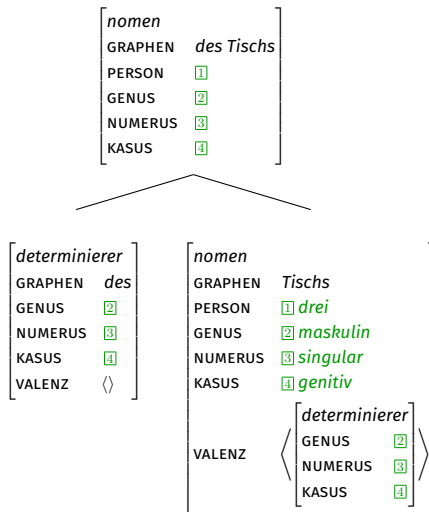 nomen
GRAPHEN des Tischs
PERSON 1
GENUS 2
NUMERUS 3
KASUS 4
determinierer
GRAPHEN des
GENUS 2
NUMERUS 3
KASUS 4
VALENZ ⟨⟩
nomen
GRAPHEN Tischs
PERSON 1 drei
GENUS 2 maskulin
NUMERUS 3 singular
KASUS 4 genitiv
VALENZ
determinierer
GENUS 2
NUMERUS 3
KASUS 4